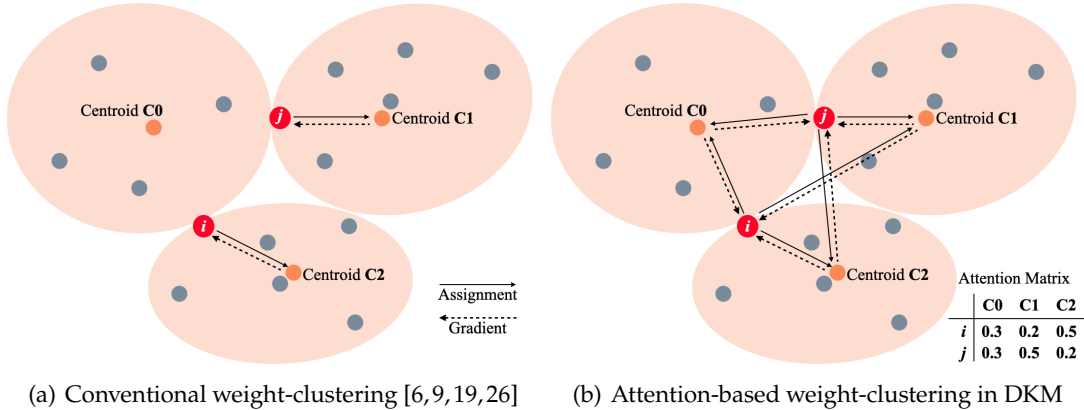 Centroid C0
j
Centroid C1
i
Centroid C2
Assignment
Gradient
(a) Conventional weight-clustering [6,9,19,26]
Centroid C0
j
Centroid C1
i
Centroid C2
Attention Matrix
C0 C1 C2
i 0.3 0.2 0.5
j 0.3 0.5 0.2
(b) Attention-based weight-clustering in DKM